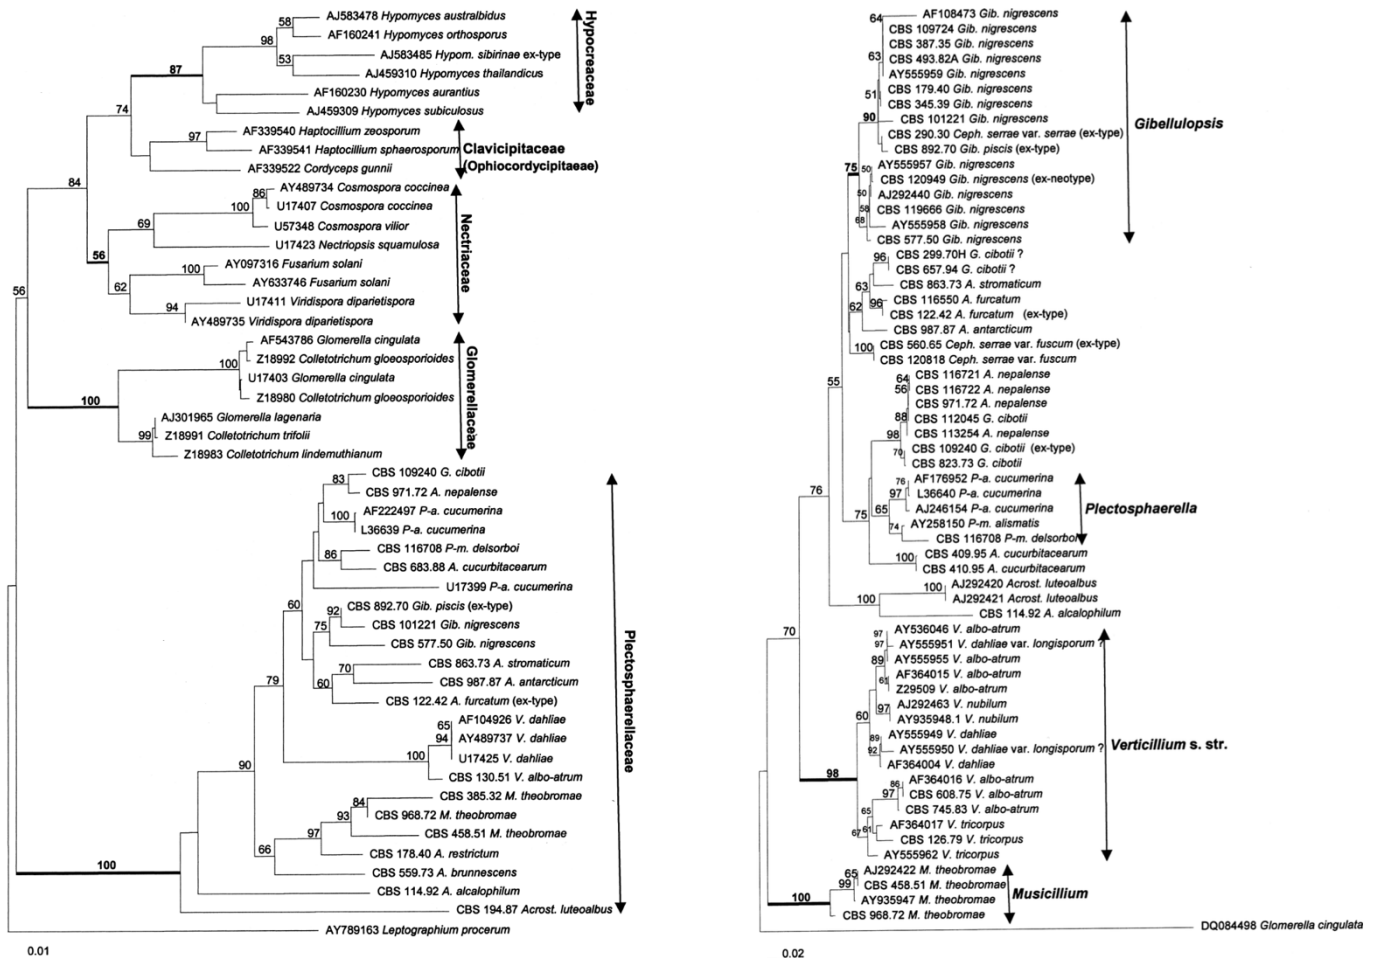 58
AJ583478 Hypomyces australbidus
AF160241 Hypomyces orthosporus
98
53
AJ583485 Hypom. sibirinae ex-type
AJ459310 Hypomyces thailandicus
87
AF160230 Hypomyces aurantius
AJ459309 Hypomyces subiculosus
Hypocreaceae
74
AF339540 Haptocillium zeosporum
97
AF339541 Haptocillium sphaerosporum
AF339522 Cordyceps gunnii
Clavicipitaceae
(Ophiocordycipitaeae)
84
AY489734 Cosmospora coccinea
86
U17407 Cosmospora coccinea
100
U57348 Cosmospora vilior
69
U17423 Nectriopsis squamulosa
56
AY097316 Fusarium solani
100
AY633746 Fusarium solani
62
U17411 Viridispora diparietispora
94
AY489735 Viridispora diparietispora
Nectriaceae
56
AF543786 Glomerella cingulata
Z18992 Colletotrichum gloeosporioides
100
U17403 Glomerella cingulata
Z18980 Colletotrichum gloeosporioides
100
AJ301965 Glomerella lagenaria
99
Z18991 Colletotrichum trifolii
Z18983 Colletotrichum lindemuthianum
Glomerellaceae
CBS 109240 G. cibotii
83
CBS 971.72 A. nepalense
AF222497 P-a. cucumerina
100
L36639 P-a. cucumerina
CBS 116708 P-m. delsorboi
86
CBS 683.88 A. cucurbitacearum
U17399 P-a. cucumerina
60
CBS 892.70 Gib. piscis (ex-type)
92
CBS 101221 Gib. nigrescens
75
CBS 577.50 Gib. nigrescens
CBS 863.73 A. stromaticum
70
CBS 987.87 A. antarcticum
60
CBS 122.42 A. furcatum (ex-type)
79
AF104926 V. dahliae
65
AY489737 V. dahliae
94
U17425 V. dahliae
100
CBS 130.51 V. albo-atrum
90
CBS 385.32 M. theobromae
84
CBS 968.72 M. theobromae
93
CBS 458.51 M. theobromae
97
CBS 178.40 A. restrictum
66
CBS 559.73 A. brunnescens
100
CBS 114.92 A. alcalophilum
CBS 194.87 Acrost. luteoalbus
Plectosphaerellaceae
AY789163 Leptographium procerum
0.01
AF108473 Gib. nigrescens
64
CBS 109724 Gib. nigrescens
CBS 387.35 Gib. nigrescens
63
CBS 493.82A Gib. nigrescens
AY555959 Gib. nigrescens
CBS 179.40 Gib. nigrescens
51
CBS 345.39 Gib. nigrescens
90
CBS 101221 Gib. nigrescens
CBS 290.30 Ceph. serrae var. serrae (ex-type)
CBS 892.70 Gib. piscis (ex-type)
75
50
AY555957 Gib. nigrescens
CBS 120949 Gib. nigrescens (ex-neotype)
50
AJ292440 Gib. nigrescens
58
CBS 119666 Gib. nigrescens
68
AY555958 Gib. nigrescens
CBS 577.50 Gib. nigrescens
Gibellulopsis
CBS 299.70H G. cibotii ?
96
CBS 657.94 G. cibotii ?
63
CBS 863.73 A. stromaticum
62
96
CBS 116550 A. furcatum
CBS 122.42 A. furcatum (ex-type)
CBS 987.87 A. antarcticum
100
CBS 560.65 Ceph. serrae var. fuscum (ex-type)
CBS 120818 Ceph. serrae var. fuscum
55
64
CBS 116721 A. nepalense
56
CBS 116722 A. nepalense
CBS 971.72 A. nepalense
88
CBS 112045 G. cibotii
98
CBS 113254 A. nepalense
70
CBS 109240 G. cibotii (ex-type)
CBS 823.73 G. cibotii
76
AF176952 P-a. cucumerina
97
L36640 P-a. cucumerina
65
AJ246154 P-a. cucumerina
74
AY258150 P-m. alismatis
CBS 116708 P-m. delsorboi
Plectosphaerella
76
75
100
CBS 409.95 A. cucurbitacearum
CBS 410.95 A. cucurbitacearum
100
AJ292420 Acrost. luteoalbus
AJ292421 Acrost. luteoalbus
100
CBS 114.92 A. alcalophilum
70
97
AY536046 V. albo-atrum
97
AY555951 V. dahliae var. longisporum ?
89
AY555955 V. albo-atrum
AF364015 V. albo-atrum
61
Z29509 V. albo-atrum
97
AJ292463 V. nubilum
60
AY935948.1 V. nubilum
89
AY555949 V. dahliae
92
AY555950 V. dahliae var. longisporum ?
AF364004 V. dahliae
Verticillium s. str.
98
86
AF364016 V. albo-atrum
97
CBS 608.75 V. albo-atrum
65
CBS 745.83 V. albo-atrum
67
61
AF364017 V. tricorpus
CBS 126.79 V. tricorpus
AY555962 V. tricorpus
65
AJ292422 M. theobromae
99
CBS 458.51 M. theobromae
100
AY935947 M. theobromae
CBS 968.72 M. theobromae
Musicillium
DQ084498 Glomerella cingulata
0.02